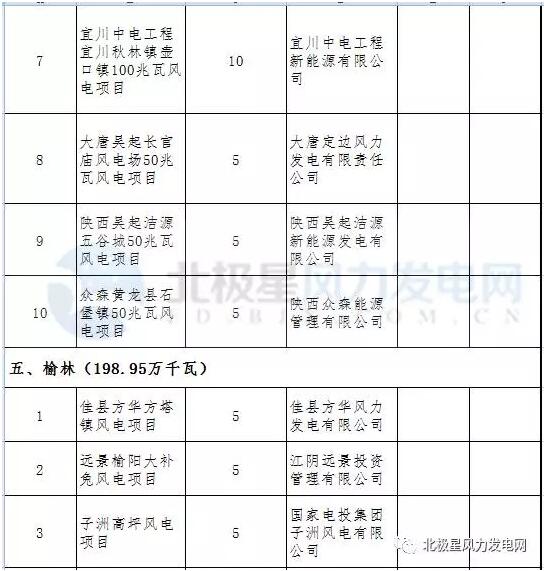 7
宜川中电工程
宜川秋林镇壶
口镇100兆瓦风
电项目
10
宜川中电工程
新能源有限公
司
8
大唐吴起长官
庙风电场50兆
瓦风电项目
5
大唐定边风力
发电有限责任
公司
9
陕西吴起洁源
五谷城50兆瓦
风电项目
5
陕西吴起洁源
新能源发电有
限公司
10
众森黄龙县石
堡镇50兆瓦风
电项目
5
陕西众森能源
管理有限公司
北极星风力发电网
五、榆林（198.95万千瓦）
1
佳县方华方塔
镇风电项目
5
佳县方华风力
发电有限公司
2
远景榆阳大补
兔风电项目
5
江阴远景投资
管理有限公司
3
子洲高坪风电
项目
5
国家电投集团
子洲风电有限
公司
北极星风力发电网